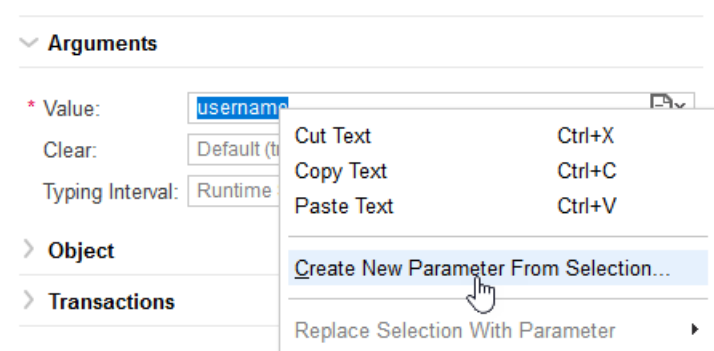 Arguments
* Value: username
Clear: Default (t
Typing Interval: Runtime
Object
Transactions
Cut Text Ctrl+X
Copy Text Ctrl+C
Paste Text Ctrl+V
Create New Parameter From Selection...
Replace Selection With Parameter